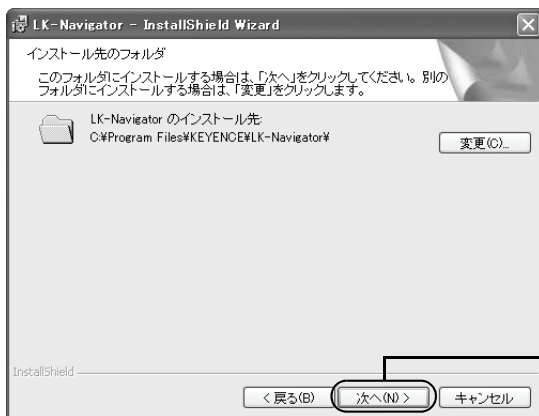 LK-Navigator - InstallShield Wizard
インストール先のフォルダ
このフォルダにインストールする場合は、「次へ」をクリックしてください。別の
フォルダにインストールする場合は、「変更」をクリックします。
LK-Navigator のインストール先:
C:¥Program Files¥KEYENCE¥LK-Navigator¥
変更(C)...
InstallShield
< 戻る(B)
次へ(N) >
キャンセル